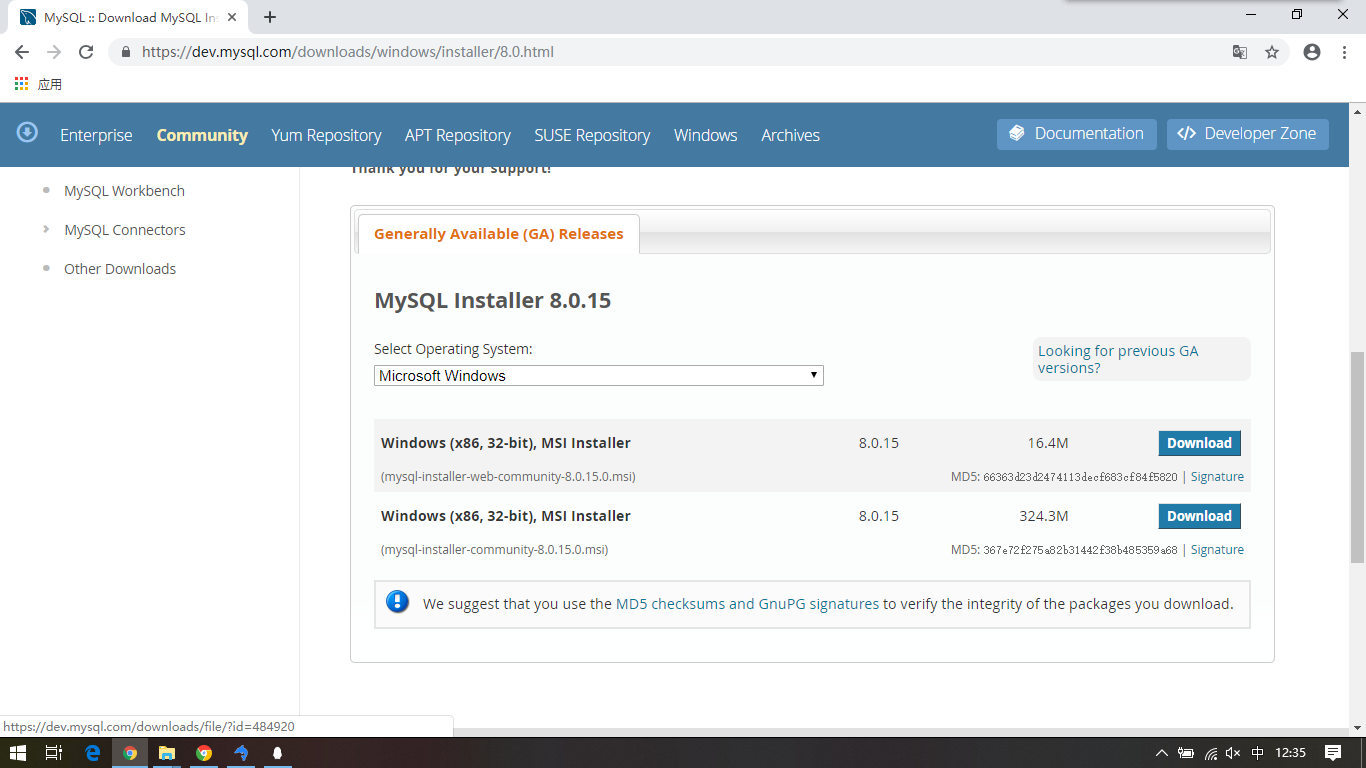 MySQL :: Download MySQL Ins
https://dev.mysql.com/downloads/windows/installer/8.0.html
应用
Enterprise Community Yum Repository APT Repository SUSE Repository Windows Archives Documentation Developer Zone
MySQL Workbench
MySQL Connectors
Other Downloads
Thank you for your support!
Generally Available (GA) Releases
MySQL Installer 8.0.15
Select Operating System:
Microsoft Windows
Looking for previous GA
versions?
Windows (x86, 32-bit), MSI Installer 8.0.15 16.4M Download
(mysql-installer-web-community-8.0.15.0.msi) MD5: 66363d23d2474113decf683cf84f5820 | Signature
Windows (x86, 32-bit), MSI Installer 8.0.15 324.3M Download
(mysql-installer-community-8.0.15.0.msi) MD5: 367e72f275a82b31442f38b485359a68 | Signature
We suggest that you use the MD5 checksums and GnuPG signatures to verify the integrity of the packages you download.
https://dev.mysql.com/downloads/file/?id=484920
中 12:35